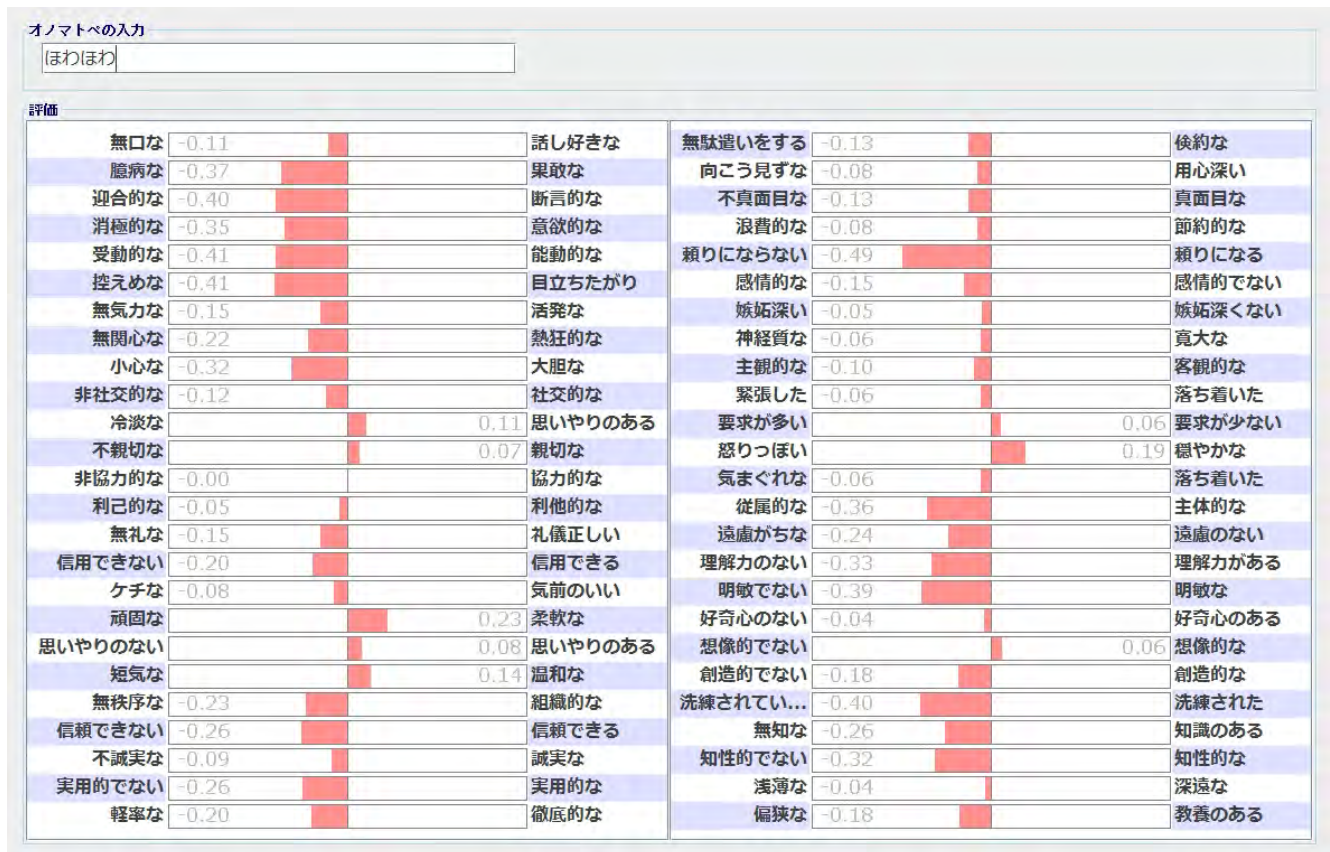 オノマトペの入力
ほわほわ
評価
無口な -0.11 話し好きな
臆病な -0.37 果敢な
迎合的な -0.40 断言的な
消極的な -0.35 意欲的な
受動的な -0.41 能動的な
控えめな -0.41 目立ちたがり
無気力な -0.15 活発な
無関心な -0.22 熱狂的な
小心な -0.32 大胆な
非社交的な -0.12 社交的な
冷淡な 0.11 思いやりのある
不親切な 0.07 親切な
非協力的な -0.00 協力的な
利己的な -0.05 利他的な
無礼な -0.15 礼儀正しい
信用できない -0.20 信用できる
ケチな -0.08 気前のいい
頑固な 0.23 柔軟な
思いやりのない 0.08 思いやりのある
短気な 0.14 温和な
無秩序な -0.23 組織的な
信頼できない -0.26 信頼できる
不誠実な -0.09 誠実な
実用的でない -0.26 実用的な
軽率な -0.20 徹底的な
無駄遣いをする -0.13 倹約な
向こう見ずな -0.08 用心深い
不真面目な -0.13 真面目な
浪費的な -0.08 節約的な
頼りにならない -0.49 頼りになる
感情的な -0.15 感情的でない
嫉妬深い -0.05 嫉妬深くない
神経質な -0.06 寛大な
主観的な -0.10 客観的な
緊張した -0.06 落ち着いた
要求が多い 0.06 要求が少ない
怒りっぽい 0.19 穏やかな
気まぐれな -0.06 落ち着いた
従属的な -0.36 主体的な
遠慮がちな -0.24 遠慮のない
理解力のない -0.33 理解力がある
明敏でない -0.39 明敏な
好奇心のない -0.04 好奇心のある
想像的でない 0.06 想像的な
創造的でない -0.18 創造的な
洗練されてい... -0.40 洗練された
無知な -0.26 知識のある
知性的でない -0.32 知性的な
浅薄な -0.04 深遠な
偏狭な -0.18 教養のある